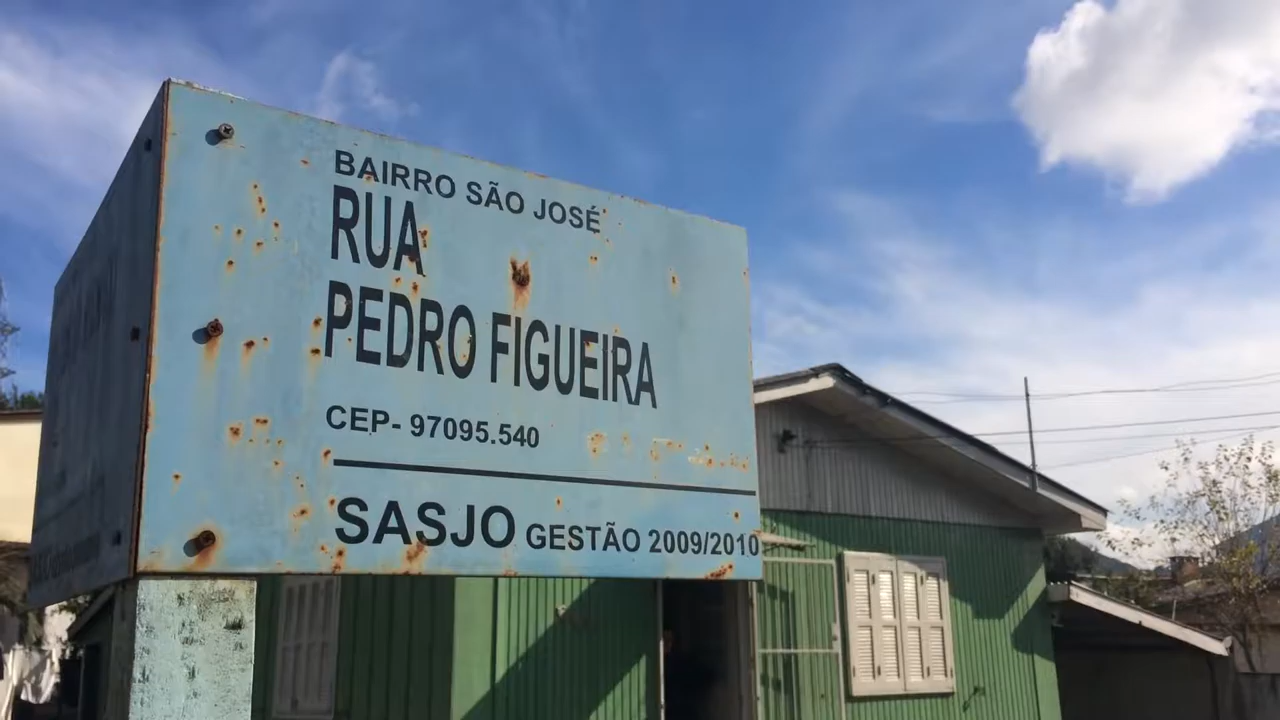 BAIRRO SÃO JOSÉ
RUA
PEDRO FIGUEIRA
CEP- 97095.540
SASJO GESTÃO 2009/2010